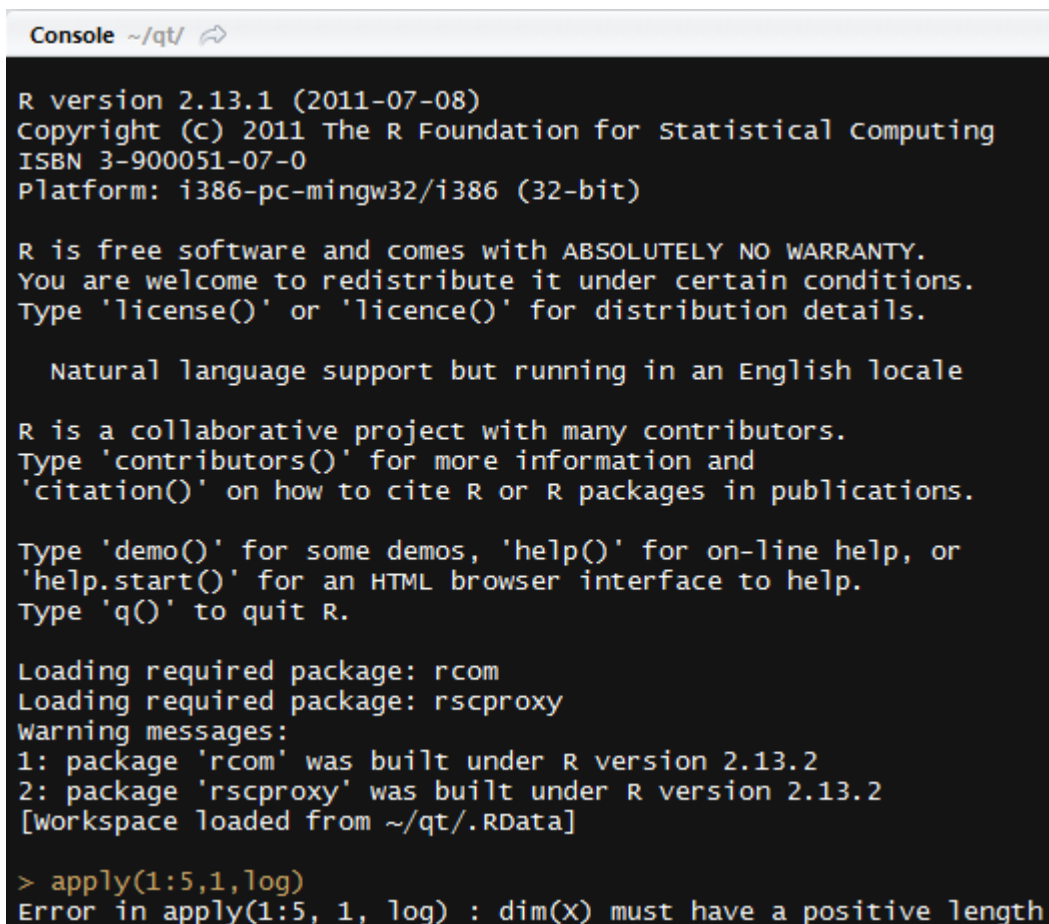 Console ~/qt/
R version 2.13.1 (2011-07-08)
Copyright (C) 2011 The R Foundation for Statistical Computing
ISBN 3-900051-07-0
Platform: i386-pc-mingw32/i386 (32-bit)
R is free software and comes with ABSOLUTELY NO WARRANTY.
You are welcome to redistribute it under certain conditions.
Type 'license()' or 'licence()' for distribution details.
Natural language support but running in an English locale
R is a collaborative project with many contributors.
Type 'contributors()' for more information and
'citation()' on how to cite R or R packages in publications.
Type 'demo()' for some demos, 'help()' for on-line help, or
'help.start()' for an HTML browser interface to help.
Type 'q()' to quit R.
Loading required package: rcom
Loading required package: rscproxy
Warning messages:
1: package 'rcom' was built under R version 2.13.2
2: package 'rscproxy' was built under R version 2.13.2
[Workspace loaded from ~/qt/.RData]
> apply(1:5,1,log)
Error in apply(1:5, 1, log) : dim(X) must have a positive length